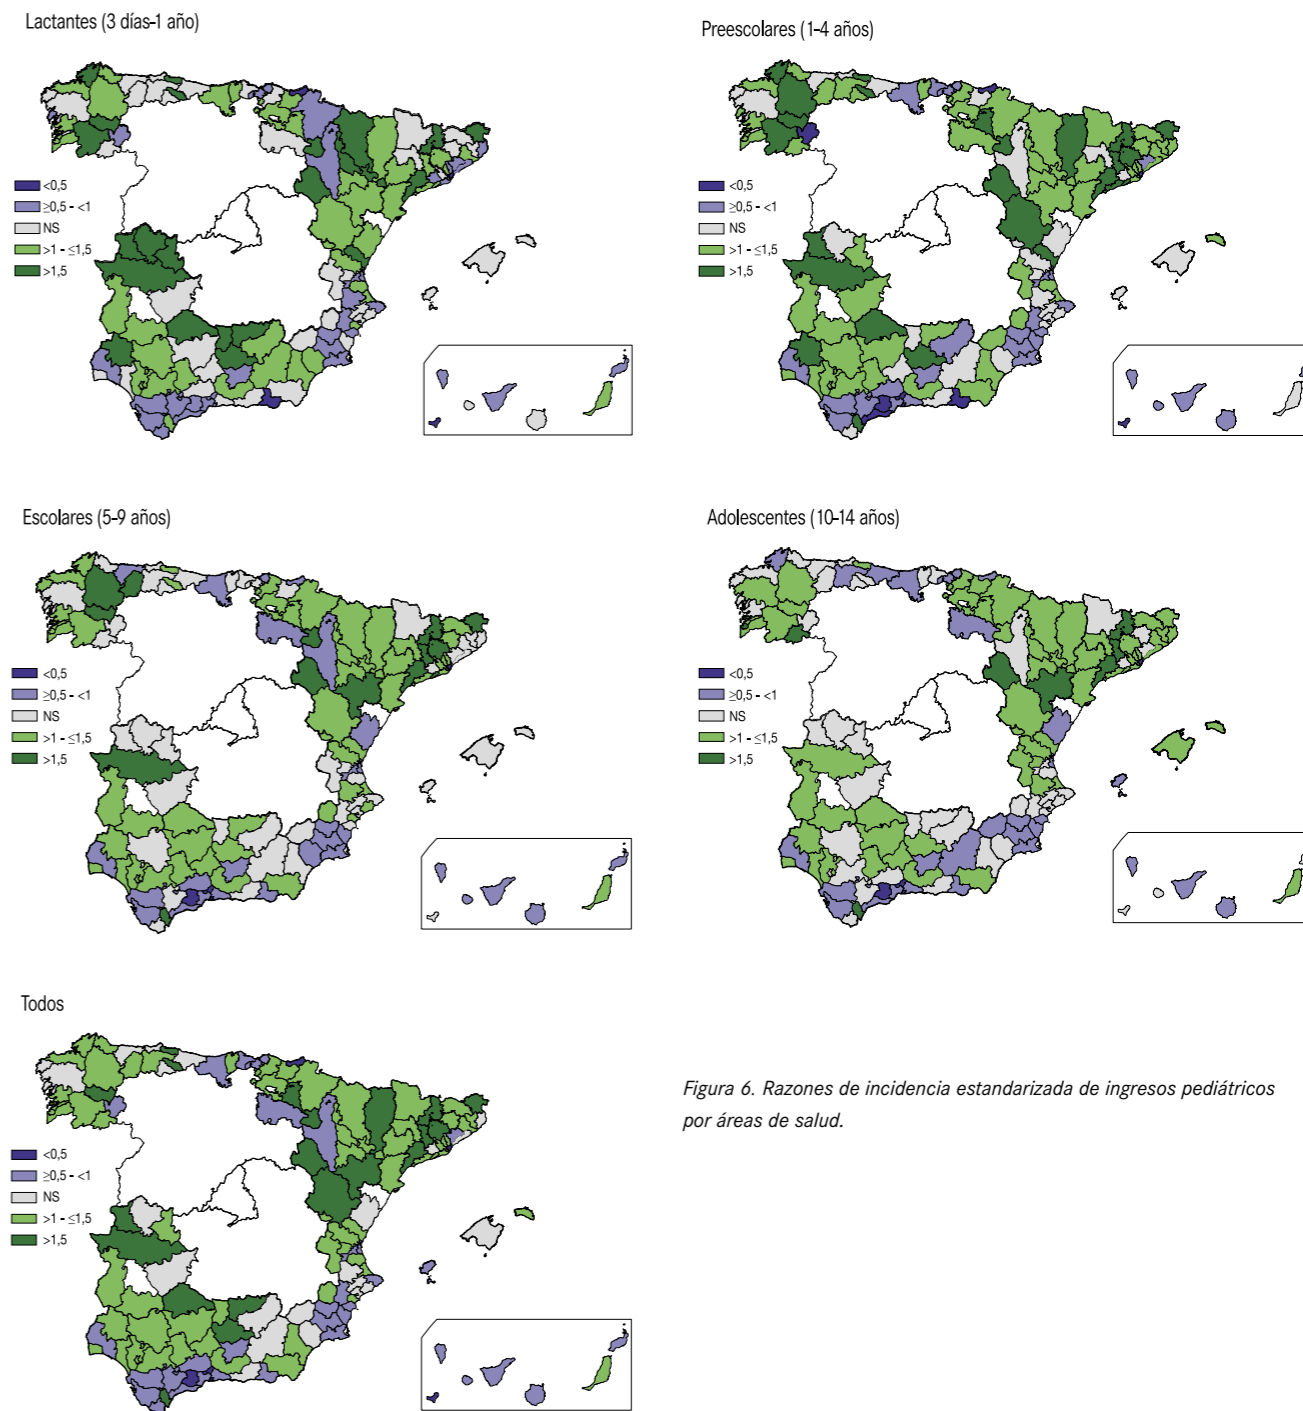 Lactantes (3 días-1 año)
<0,5
≥0,5 - <1
NS
>1 - ≤1,5
>1,5
Preescolares (1-4 años)
<0,5
≥0,5 - <1
NS
>1 - ≤1,5
>1,5
Escolares (5-9 años)
<0,5
≥0,5 - <1
NS
>1 - ≤1,5
>1,5
Adolescentes (10-14 años)
<0,5
≥0,5 - <1
NS
>1 - ≤1,5
>1,5
Todos
<0,5
≥0,5 - <1
NS
>1 - ≤1,5
>1,5
Figura 6. Razones de incidencia estandarizada de ingresos pediátricos
por áreas de salud.